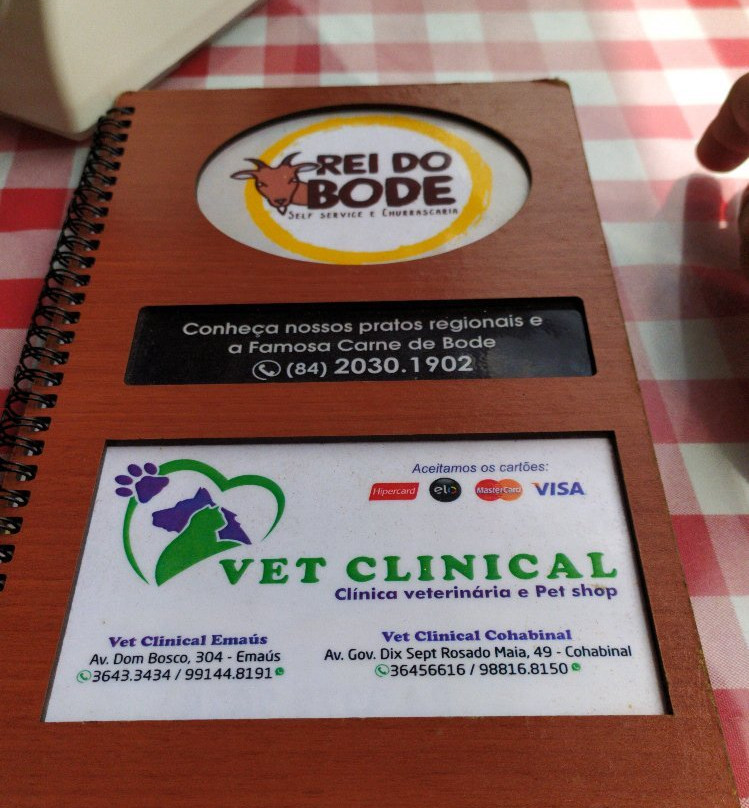 REI DO
BODE
SELF SERVICE E CHURRASCARIA
Conheça nossos pratos regionais e
a Famosa Carne de Bode
(84) 2030.1902
Aceitamos os cartões:
Hipercard elo MasterCard VISA
VET CLINICAL
Clínica veterinária e Pet shop
Vet Clinical Emaús
Av. Dom Bosco, 304 - Emaús
3643.3434 / 99144.8191
Vet Clinical Cohabinal
Av. Gov. Dix Sept Rosado Maia, 49 - Cohabinal
36456616 / 98816.8150